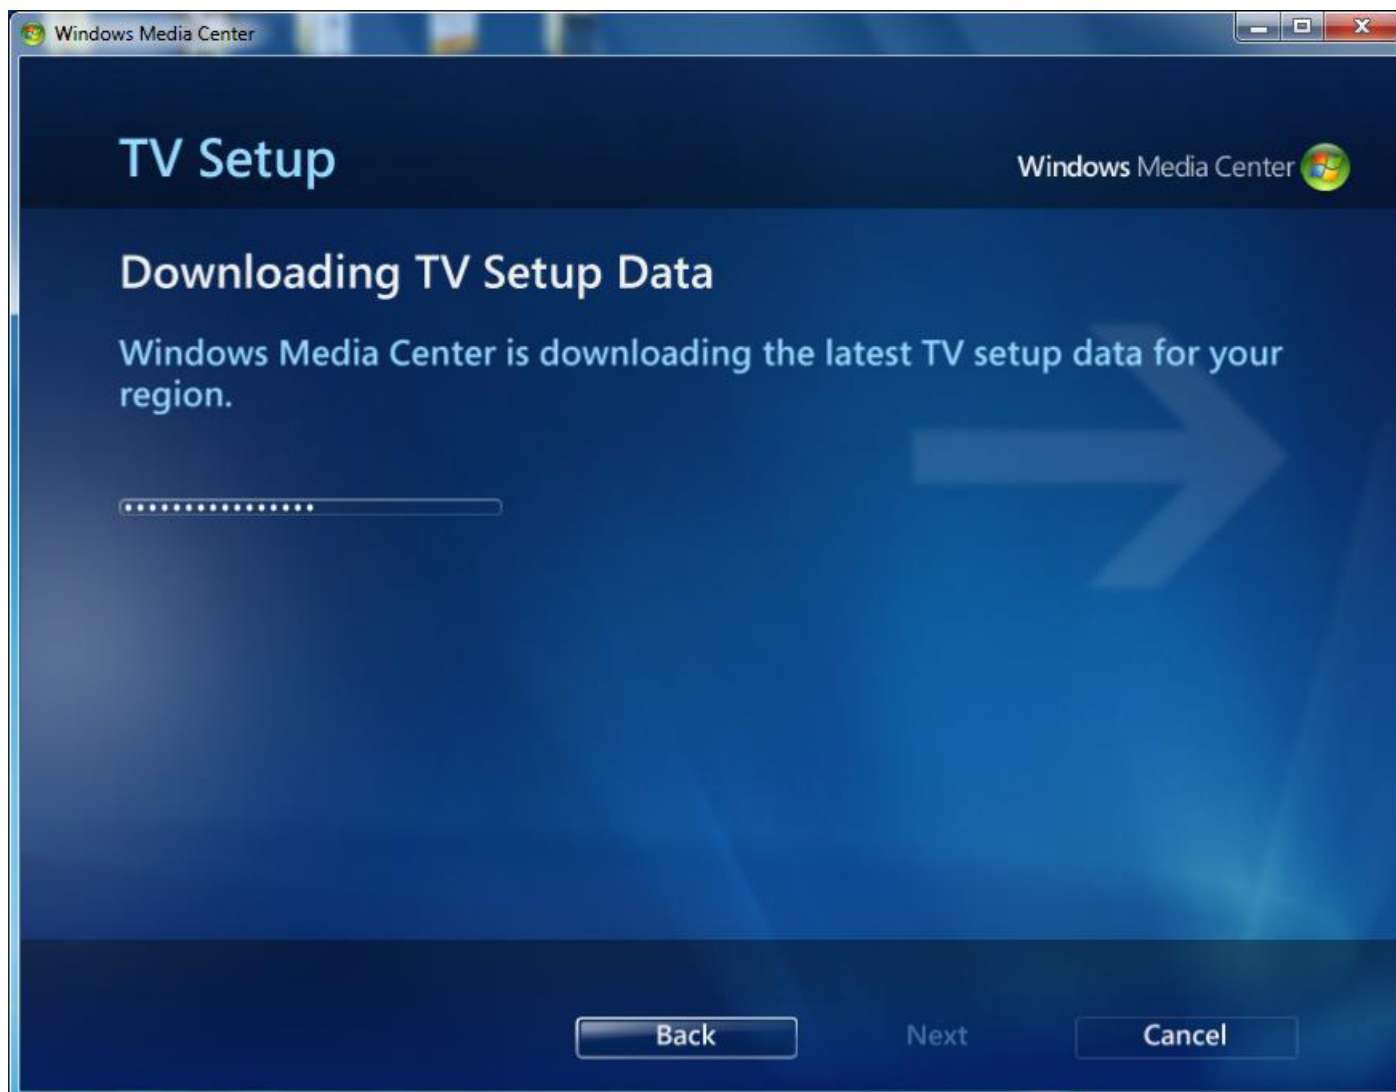 Windows Media Center
TV Setup
Windows Media Center
Downloading TV Setup Data
Windows Media Center is downloading the latest TV setup data for your
region.
Back
Next
Cancel